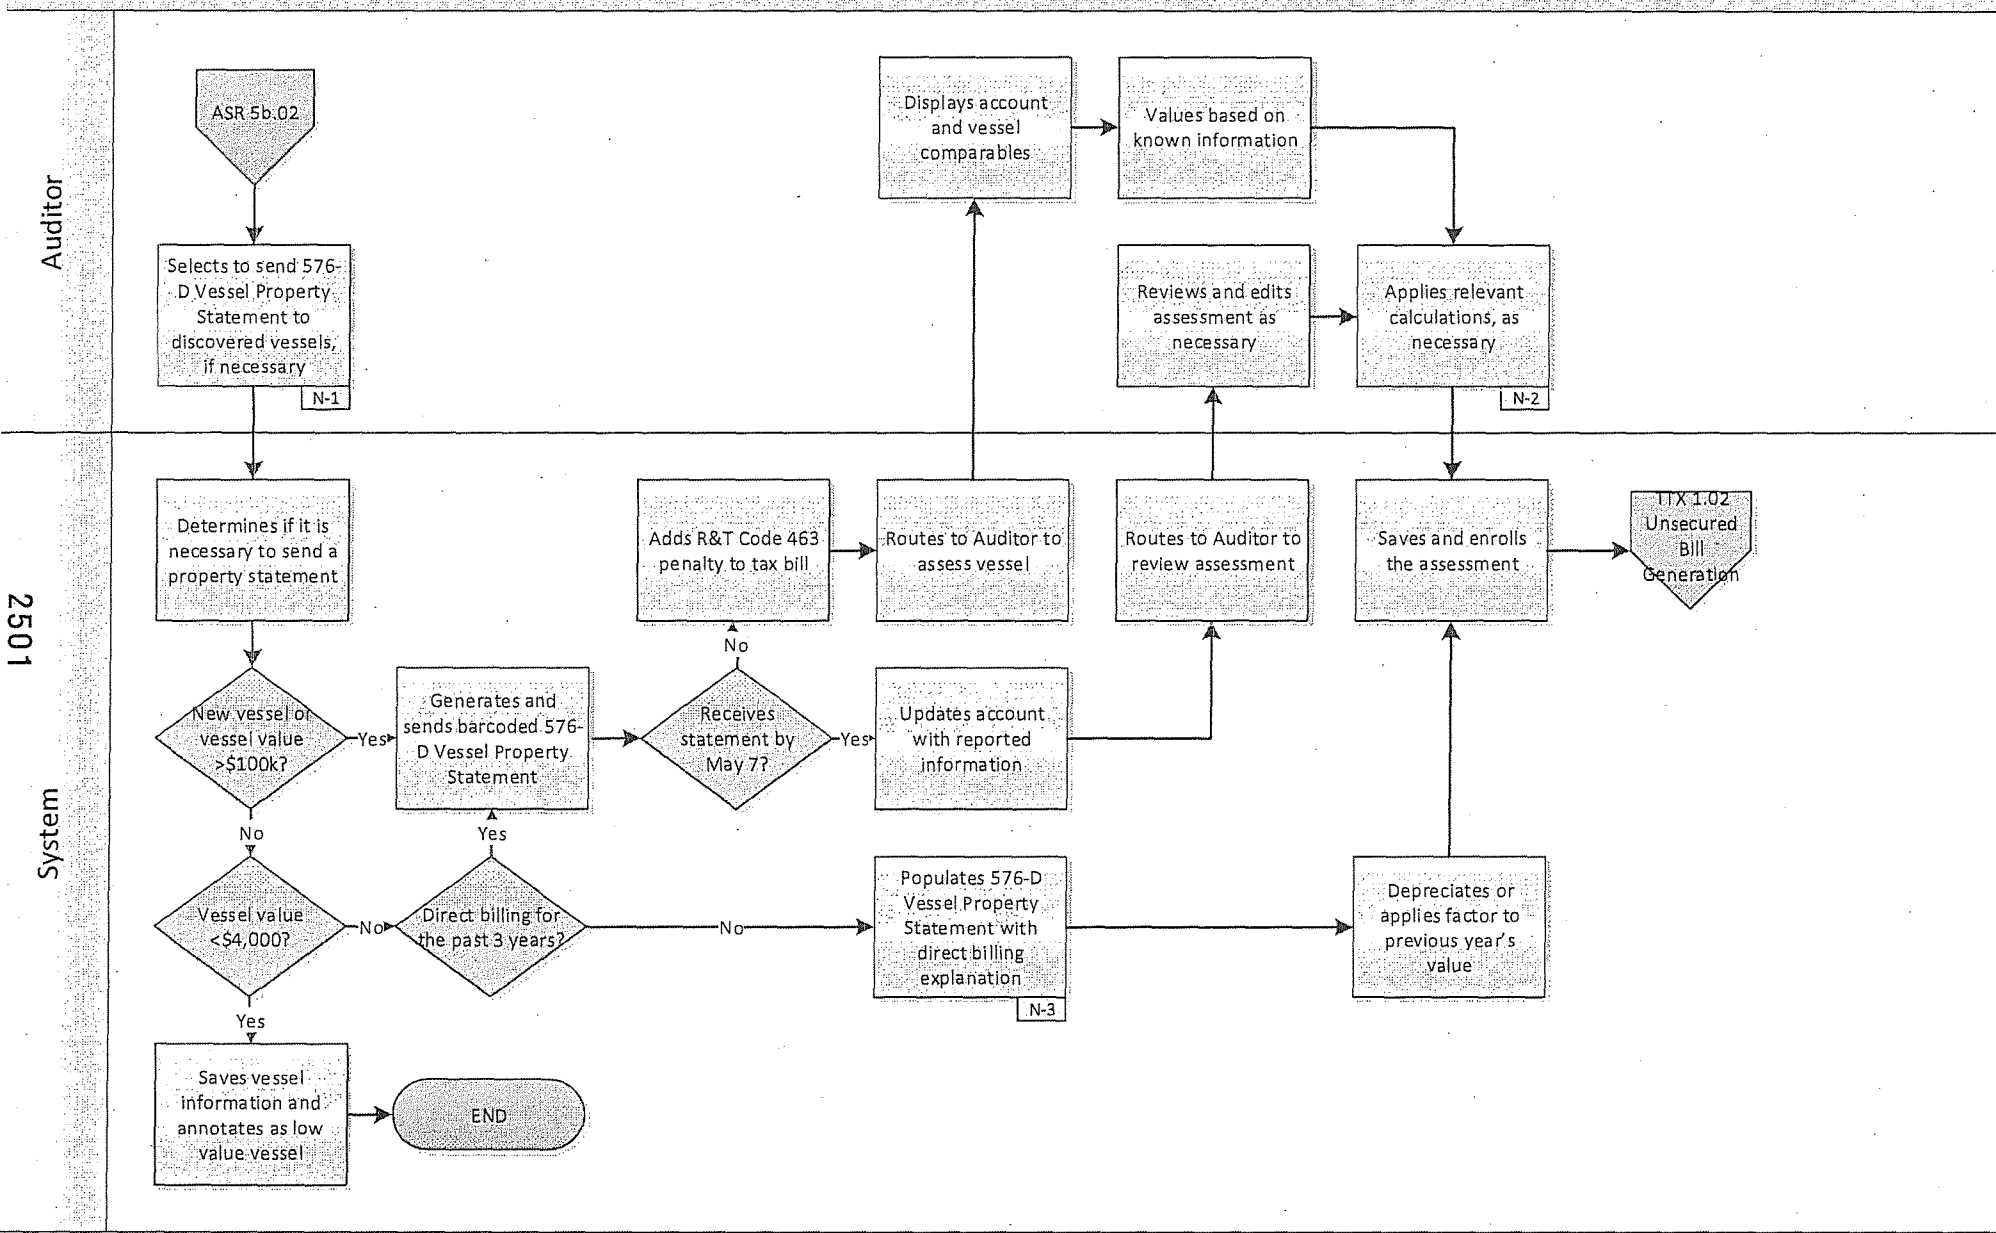 Auditor
ASR 5b.02
Selects to send 576-
D Vessel Property
Statement to
discovered vessels,
if necessary
N-1
Displays account
and vessel
comparables
Values based on
known information
Reviews and edits
assessment as
necessary
Applies relevant
calculations, as
necessary
N-2
2501
System
Determines if it is
necessary to send a
property statement
Adds R&T Code 463
penalty to tax bill
Routes to Auditor to
assess vessel
Routes to Auditor to
review assessment
Saves and enrolls
the assessment
TTX 1.02
Unsecured
Bill
Generation
No
New vessel or
vessel value
>$100k?
Yes
Generates and
sends barcoded 576-
D Vessel Property
Statement
Receives
statement by
May 7?
Yes
Updates account
with reported
information
No
Yes
Vessel value
<$4,000?
No
Direct billing for
the past 3 years?
No
Populates 576-D
Vessel Property
Statement with
direct billing
explanation
N-3
Depreciates or
applies factor to
previous year's
value
Yes
Saves vessel
information and
annotates as low
value vessel
END